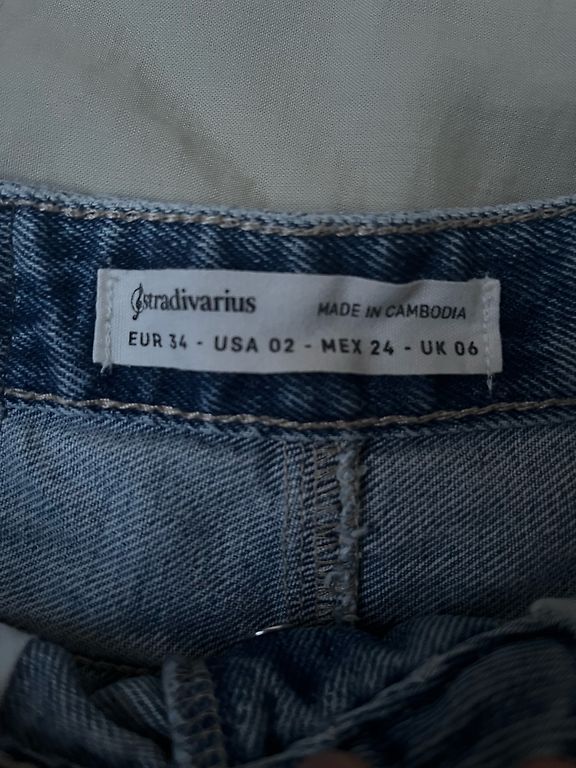 stradivarius MADE IN CAMBODIA
EUR 34 - USA 02 - MEX 24 - UK 06